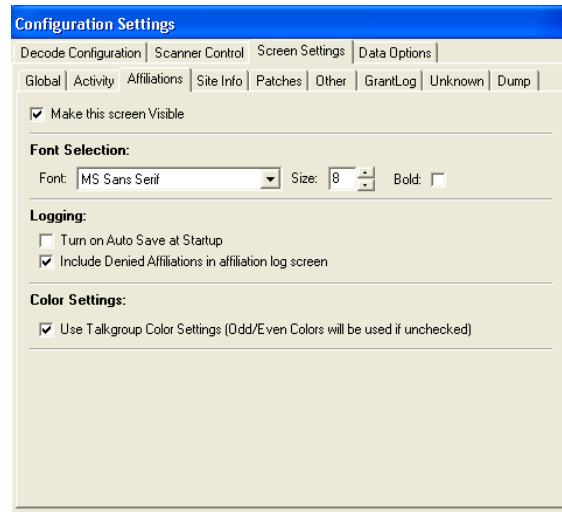 Configuration Settings
Decode Configuration Scanner Control Screen Settings Data Options
Global Activity Affiliations Site Info Patches Other GrantLog Unknown Dump
Make this screen Visible
Font Selection:
Font: MS Sans Serif Size: 8 Bold:
Logging:
Turn on Auto Save at Startup
Include Denied Affiliations in affiliation log screen
Color Settings:
Use Talkgroup Color Settings (Odd/Even Colors will be used if unchecked)